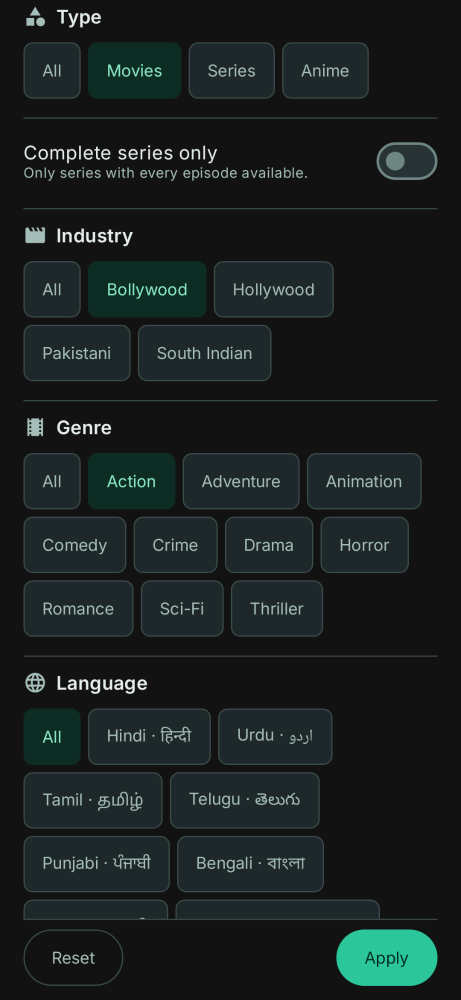 Type
All Movies Series Anime
Complete series only
Only series with every episode available.
Industry
All Bollywood Hollywood
Pakistani South Indian
Genre
All Action Adventure Animation
Comedy Crime Drama Horror
Romance Sci-Fi Thriller
Language
All Hindi · हिन्दी Urdu · اردو
Tamil · தமிழ் Telugu · తెలుగు
Punjabi · ਪੰਜਾਬੀ Bengali · বাংলা
Reset Apply